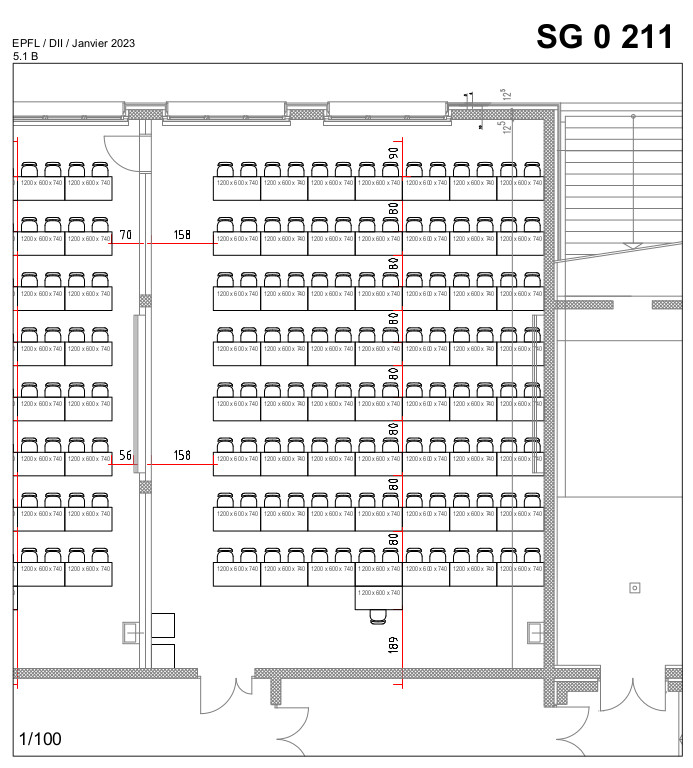 SG 0 211
EPFL / DII / Janvier 2023
5.1 B
12⁵
12⁵
90
1200 x 600 x 740 1200 x 600 x 740 1200 x 600 x 740 1200 x 600 x 740 1200 x 600 x 740 1200 x 600 x 740 1200 x 600 x 740 1200 x 600 x 740 1200 x 600 x 740
80
70 158
1200 x 600 x 740 1200 x 600 x 740 1200 x 600 x 740 1200 x 600 x 740 1200 x 600 x 740 1200 x 600 x 740 1200 x 600 x 740 1200 x 600 x 740 1200 x 600 x 740
80
1200 x 600 x 740 1200 x 600 x 740 1200 x 600 x 740 1200 x 600 x 740 1200 x 600 x 740 1200 x 600 x 740 1200 x 600 x 740 1200 x 600 x 740 1200 x 600 x 740
80
1200 x 600 x 740 1200 x 600 x 740 1200 x 600 x 740 1200 x 600 x 740 1200 x 600 x 740 1200 x 600 x 740 1200 x 600 x 740 1200 x 600 x 740 1200 x 600 x 740
80
1200 x 600 x 740 1200 x 600 x 740 1200 x 600 x 740 1200 x 600 x 740 1200 x 600 x 740 1200 x 600 x 740 1200 x 600 x 740 1200 x 600 x 740 1200 x 600 x 740
80
56 158
1200 x 600 x 740 1200 x 600 x 740 1200 x 600 x 740 1200 x 600 x 740 1200 x 600 x 740 1200 x 600 x 740 1200 x 600 x 740 1200 x 600 x 740 1200 x 600 x 740
80
1200 x 600 x 740 1200 x 600 x 740 1200 x 600 x 740 1200 x 600 x 740 1200 x 600 x 740 1200 x 600 x 740 1200 x 600 x 740 1200 x 600 x 740 1200 x 600 x 740
80
1200 x 600 x 740 1200 x 600 x 740 1200 x 600 x 740 1200 x 600 x 740 1200 x 600 x 740 1200 x 600 x 740 1200 x 600 x 740 1200 x 600 x 740 1200 x 600 x 740
1200 x 600 x 740
189
1/100